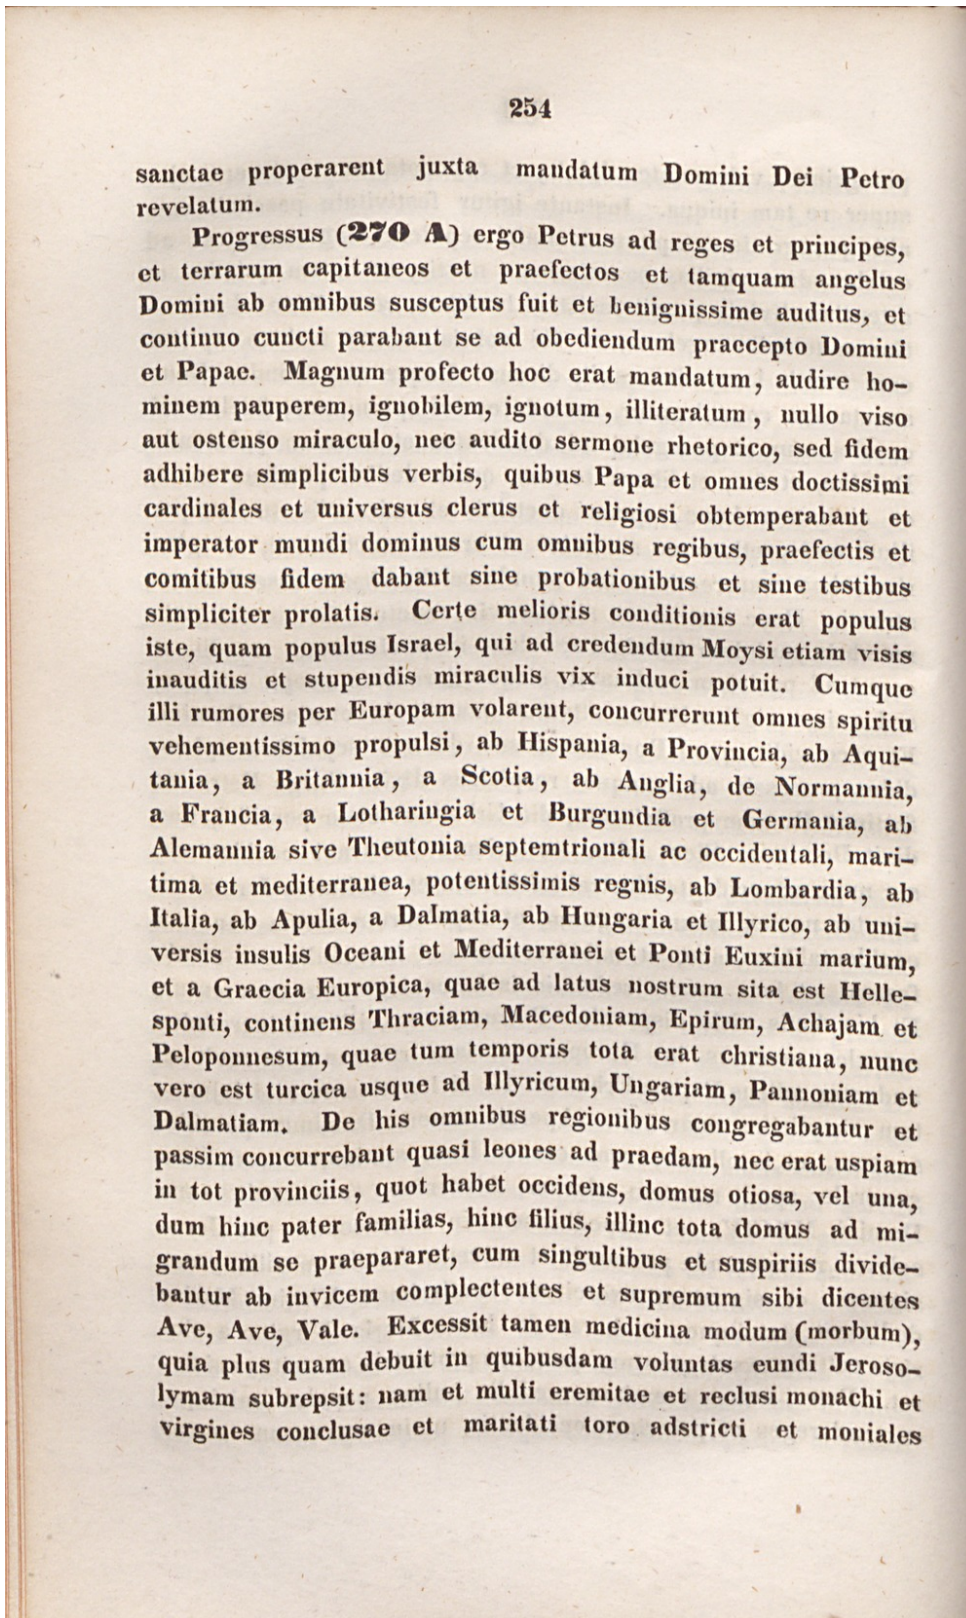 254
sanctae properarent juxta mandatum Domini Dei Petro
revelatum.
Progressus (270 A) ergo Petrus ad reges et principes,
et terrarum capitaneos et praefectos et tamquam angelus
Domini ab omnibus susceptus fuit et benignissime auditus, et
continuo cuncti parabant se ad obediendum praecepto Domini
et Papae. Magnum profecto hoc erat mandatum, audire ho-
minem pauperem, ignobilem, ignotum, illiteratum, nullo viso
aut ostenso miraculo, nec audito sermone rhetorico, sed fidem
adhibere simplicibus verbis, quibus Papa et omnes doctissimi
cardinales et universus clerus et religiosi obtemperabant et
imperator mundi dominus cum omnibus regibus, praefectis et
comitibus fidem dabant sine probationibus et sine testibus
simpliciter prolatis. Certe melioris conditionis erat populus
iste, quam populus Israel, qui ad credendum Moysi etiam visis
inauditis et stupendis miraculis vix induci potuit. Cumque
illi rumores per Europam volarent, concurrerunt omnes spiritu
vehementissimo propulsi, ab Hispania, a Provincia, ab Aqui-
tania, a Britannia, a Scotia, ab Anglia, de Normannia,
a Francia, a Lotharingia et Burgundia et Germania, ab
Alemannia sive Theutonia septemtrionali ac occidentali, mari-
tima et mediterranea, potentissimis regnis, ab Lombardia, ab
Italia, ab Apulia, a Dalmatia, ab Hungaria et Illyrico, ab uni-
versis insulis Oceani et Mediterranei et Ponti Euxini marium,
et a Graecia Europica, quae ad latus nostrum sita est Helle-
sponti, continens Thraciam, Macedoniam, Epirum, Achajam et
Peloponnesum, quae tum temporis tota erat christiana, nunc
vero est turcica usque ad Illyricum, Ungariam, Pannoniam et
Dalmatiam. De his omnibus regionibus congregabantur et
passim concurrebant quasi leones ad praedam, nec erat uspiam
in tot provinciis, quot habet occidens, domus otiosa, vel una,
dum hinc pater familias, hinc filius, illinc tota domus ad mi-
grandum se praepararet, cum singultibus et suspiriis divide-
bantur ab invicem complectentes et supremum sibi dicentes
Ave, Ave, Vale. Excessit tamen medicina modum (morbum),
quia plus quam debuit in quibusdam voluntas eundi Jeroso-
lymam subrepsit: nam et multi eremitae et reclusi monachi et
virgines conclusae et maritati toro adstricti et moniales